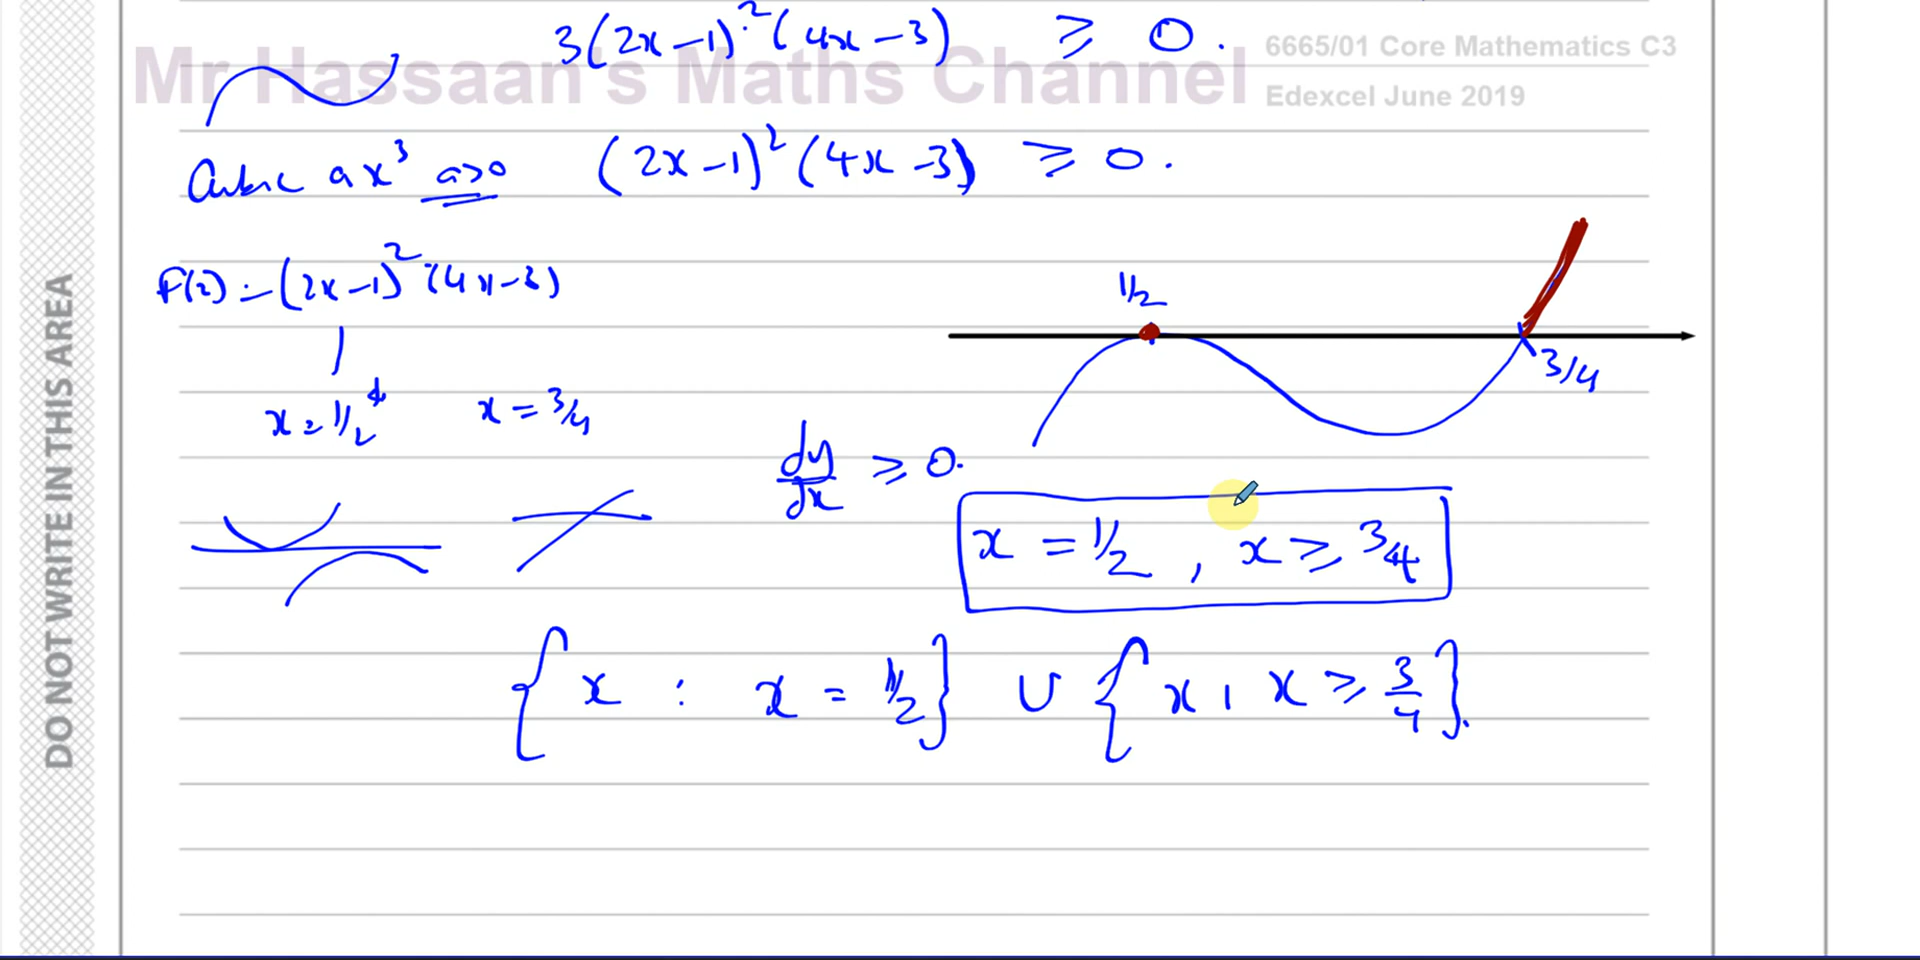 3(2x-1)²(4x-3) ≥ 0.
Mr Hassaan's Maths Channel
6665/01 Core Mathematics C3
Edexcel June 2019
ax³ a>0 (2x-1)²(4x-3) ≥ 0.
= (2x-1)²(4x-3)
1/2
3/4
x = 1/2 x = 3/4
dy/dx ≥ 0.
x = 1/2 , x ≥ 3/4
{ x : x = 1/2 } ∪ { x : x ≥ 3/4 }.
DO NOT WRITE IN THIS AREA